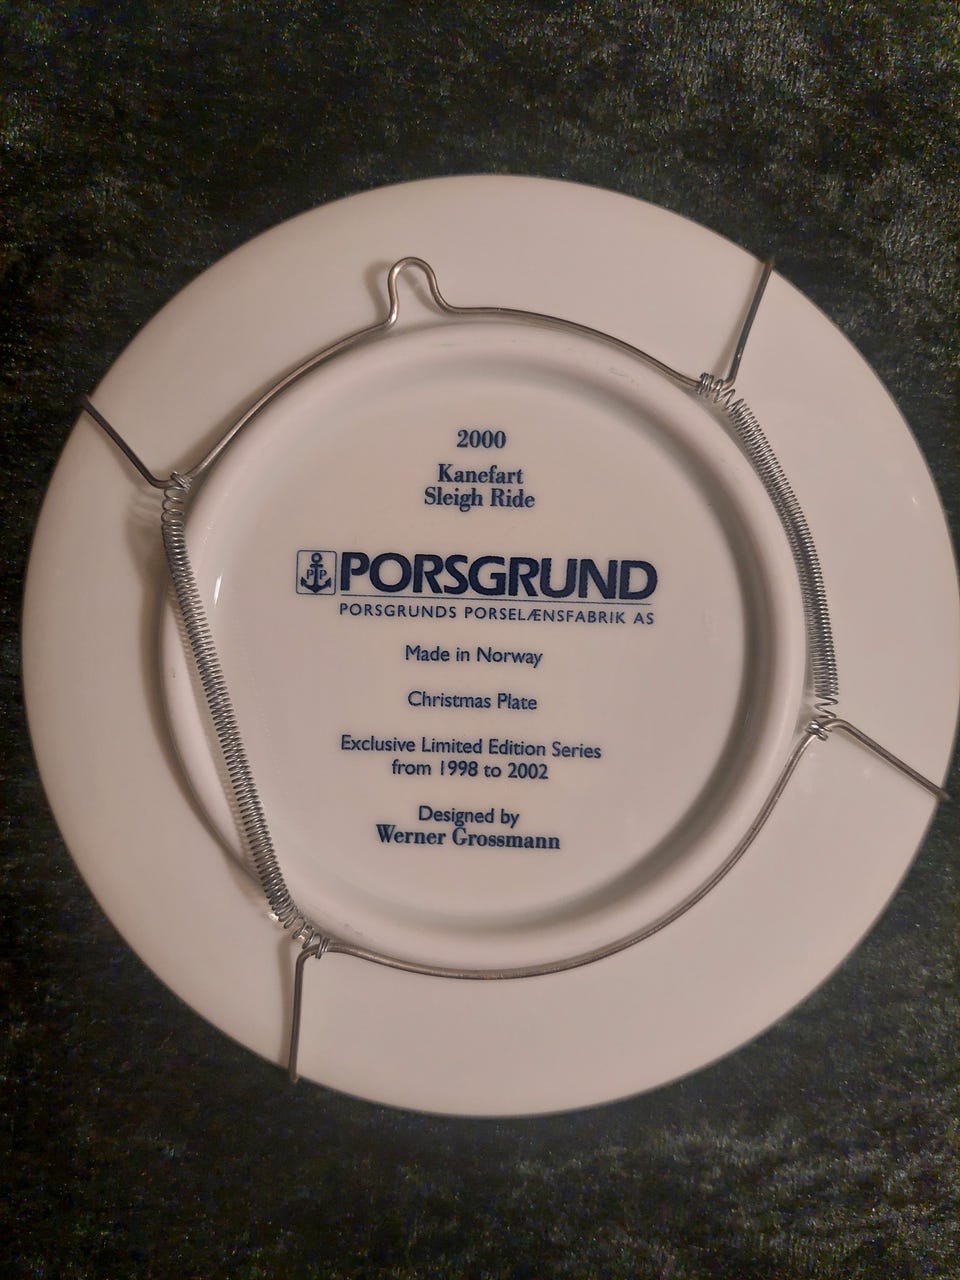 2000
Kanefart
Sleigh Ride
PP PORSGRUND
PORSGRUNDS PORSELÆNSFABRIK AS
Made in Norway
Christmas Plate
Exclusive Limited Edition Series
from 1998 to 2002
Designed by
Werner Grossmann